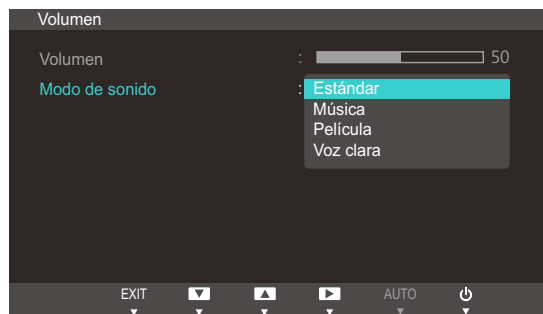 Volumen
Volumen : 50
Modo de sonido : Estándar
Música
Película
Voz clara
EXIT AUTO